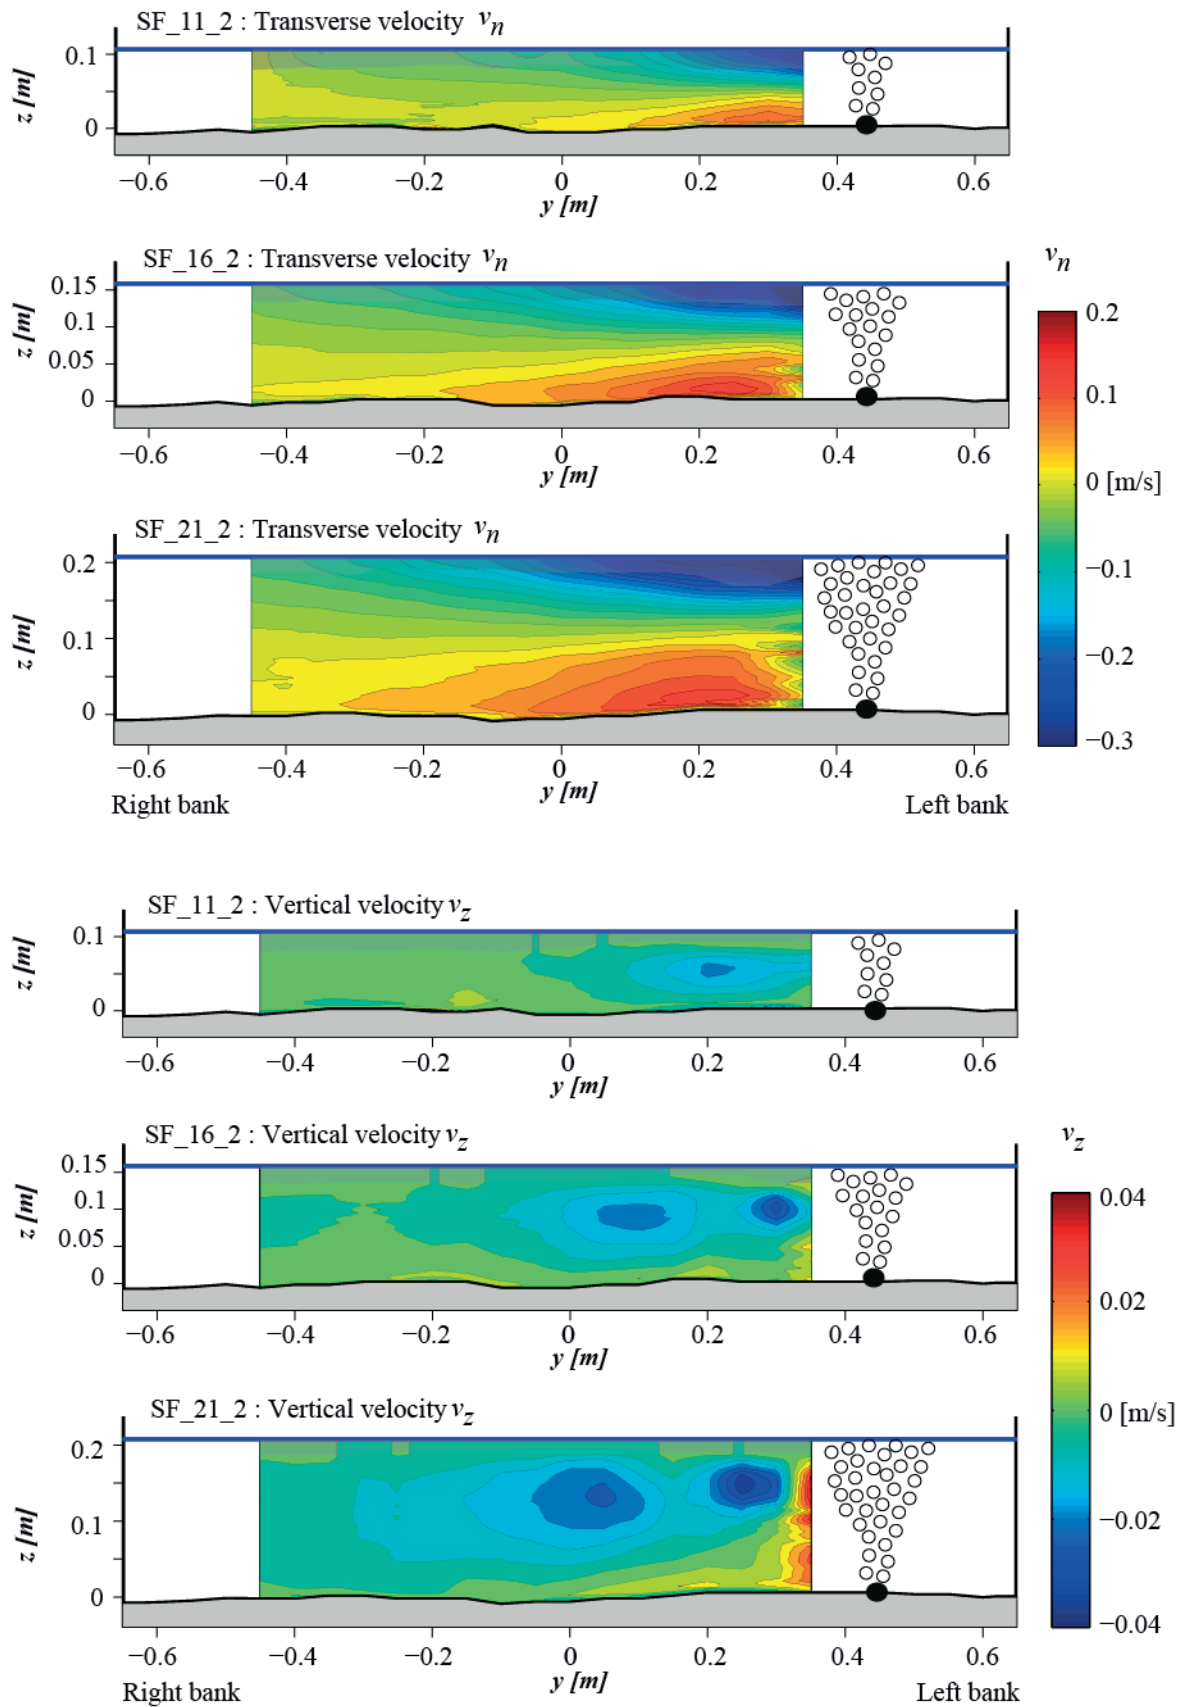 SF_11_2 : Transverse velocity v_n
z [m]
0.1
0
−0.6 −0.4 −0.2 0 0.2 0.4 0.6
y [m]
SF_16_2 : Transverse velocity v_n
z [m]
0.15
0.1
0.05
0
−0.6 −0.4 −0.2 0 0.2 0.4 0.6
y [m]
SF_21_2 : Transverse velocity v_n
z [m]
0.2
0.1
0
−0.6 −0.4 −0.2 0 0.2 0.4 0.6
y [m]
Right bank Left bank
v_n
0.2
0.1
0 [m/s]
−0.1
−0.2
−0.3
SF_11_2 : Vertical velocity v_z
z [m]
0.1
0
−0.6 −0.4 −0.2 0 0.2 0.4 0.6
y [m]
SF_16_2 : Vertical velocity v_z
z [m]
0.15
0.1
0.05
0
−0.6 −0.4 −0.2 0 0.2 0.4 0.6
y [m]
SF_21_2 : Vertical velocity v_z
z [m]
0.2
0.1
0
−0.6 −0.4 −0.2 0 0.2 0.4 0.6
y [m]
Right bank Left bank
v_z
0.04
0.02
0 [m/s]
−0.02
−0.04